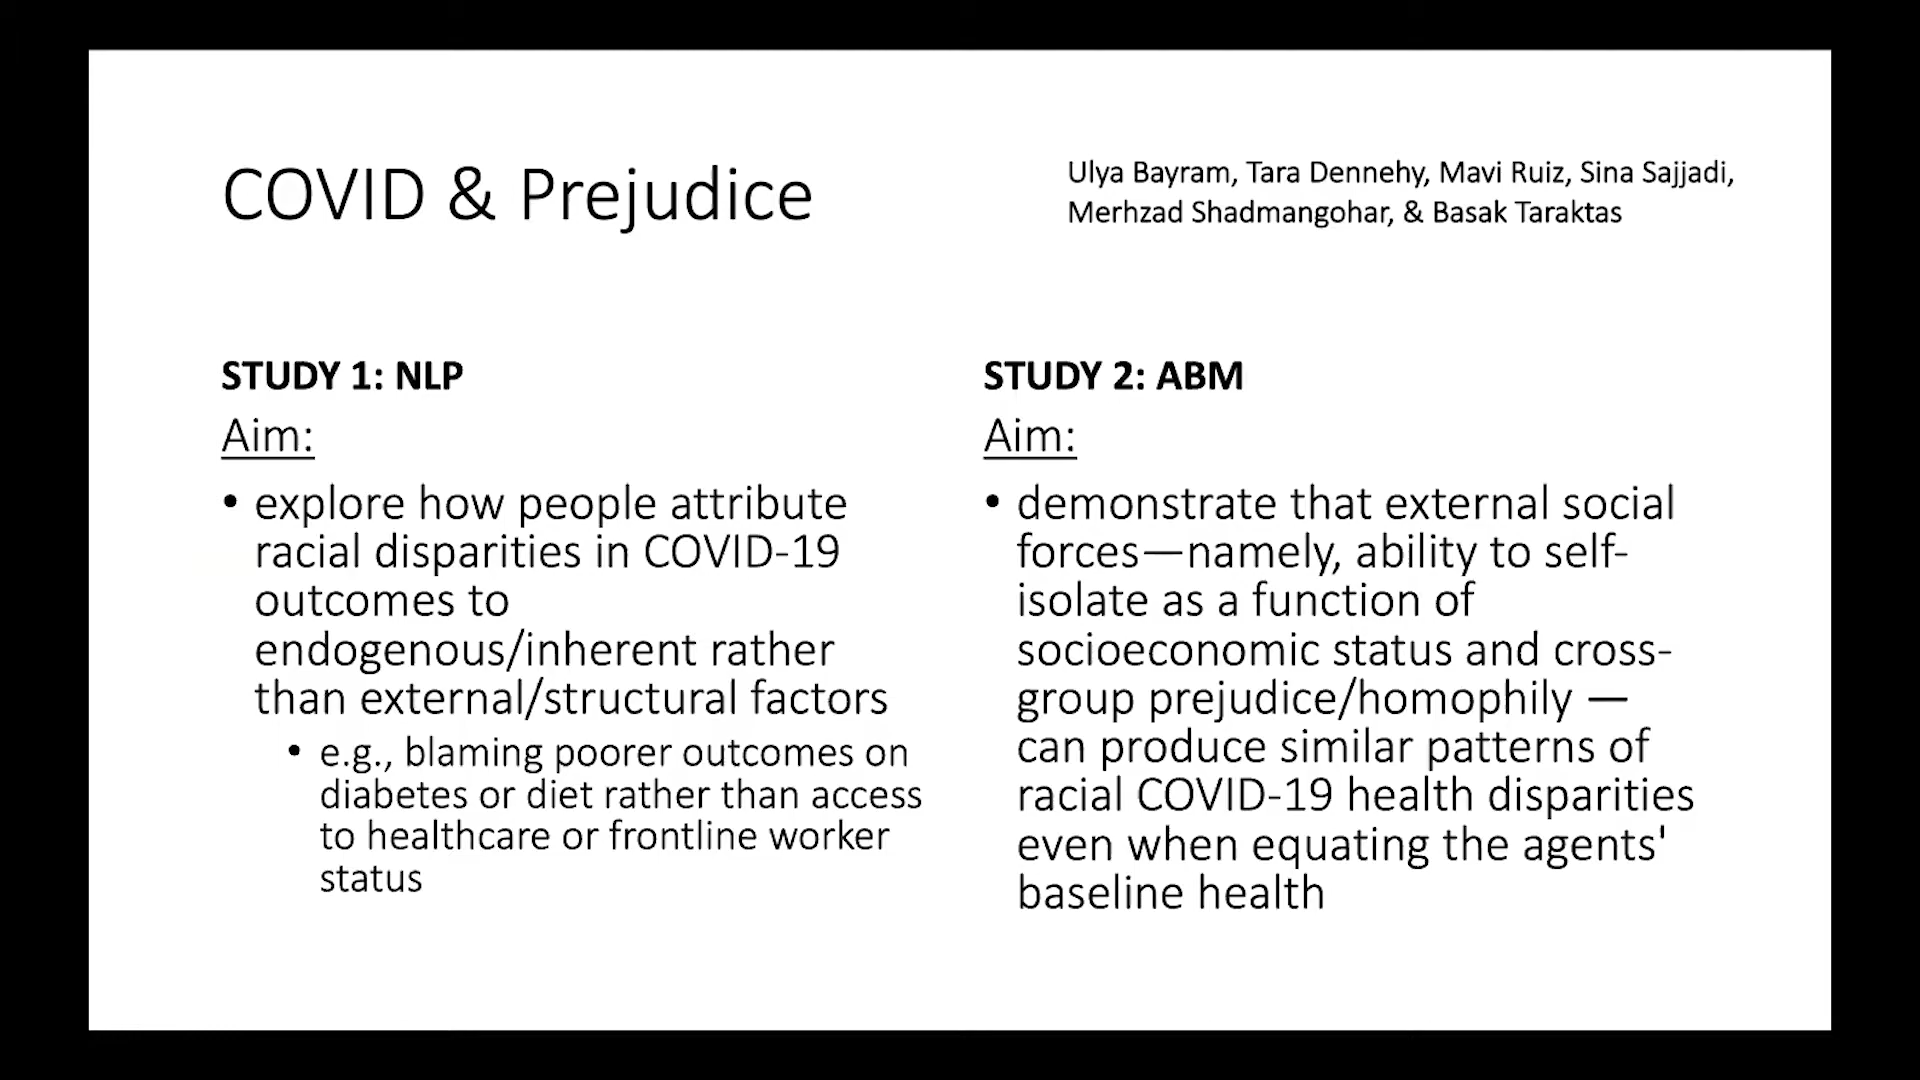 COVID & Prejudice
Ulya Bayram, Tara Dennehy, Mavi Ruiz, Sina Sajjadi,
Merhzad Shadmangohar, & Basak Taraktas
STUDY 1: NLP
Aim:
• explore how people attribute
racial disparities in COVID-19
outcomes to
endogenous/inherent rather
than external/structural factors
• e.g., blaming poorer outcomes on
diabetes or diet rather than access
to healthcare or frontline worker
status
STUDY 2: ABM
Aim:
• demonstrate that external social
forces—namely, ability to self-
isolate as a function of
socioeconomic status and cross-
group prejudice/homophily —
can produce similar patterns of
racial COVID-19 health disparities
even when equating the agents'
baseline health